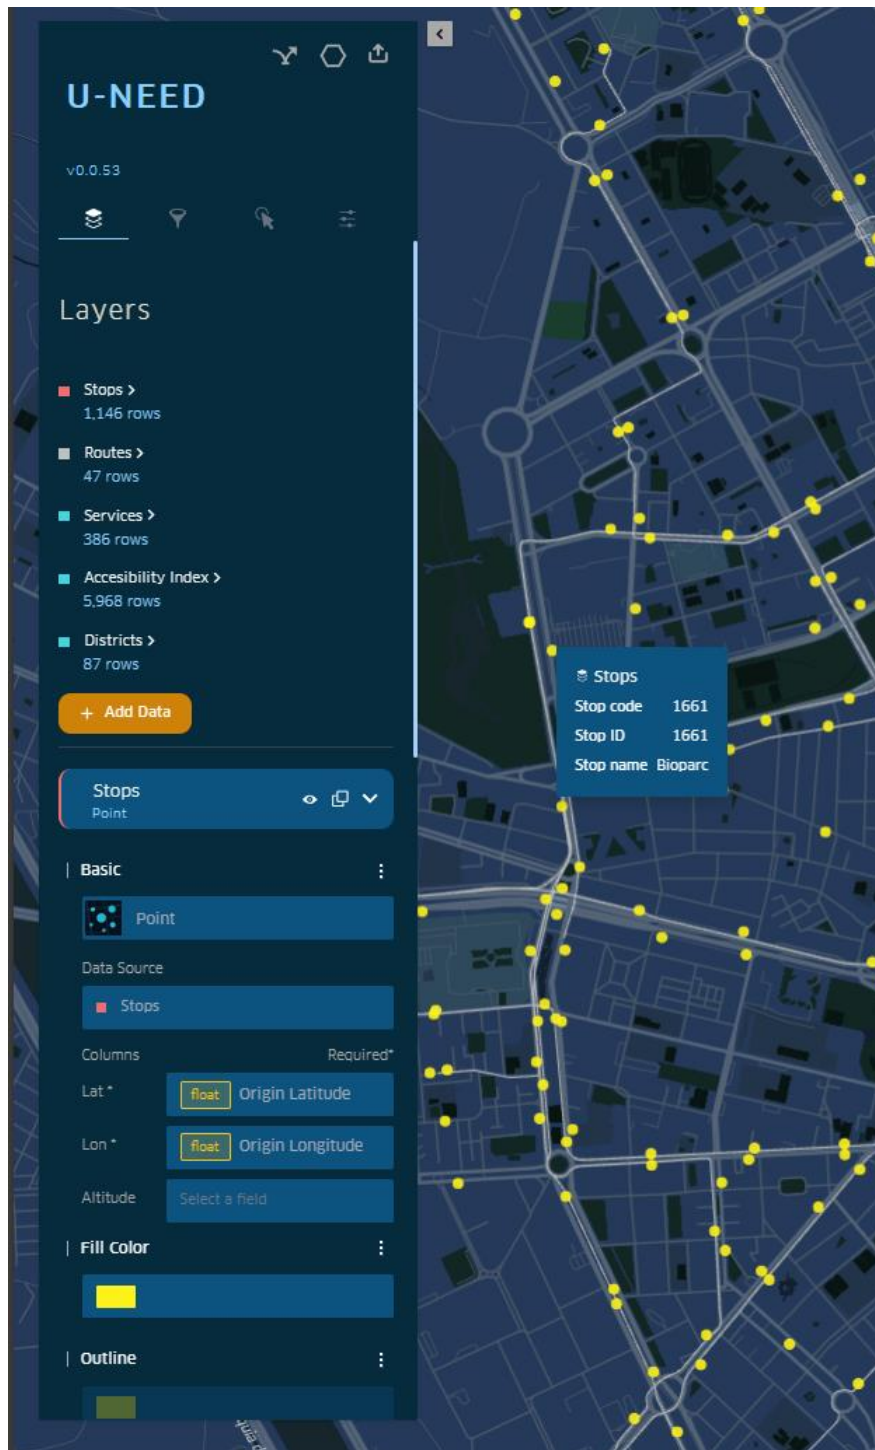 U-NEED
v0.0.53
Layers
Stops >
1,146 rows
Routes >
47 rows
Services >
386 rows
Accesibility Index >
5,968 rows
Districts >
87 rows
+ Add Data
Stops
Point
Basic
Point
Data Source
Stops
Columns Required*
Lat * float Origin Latitude
Lon * float Origin Longitude
Altitude Select a field
Fill Color
Outline
Stops
Stop code 1661
Stop ID 1661
Stop name Bioparc